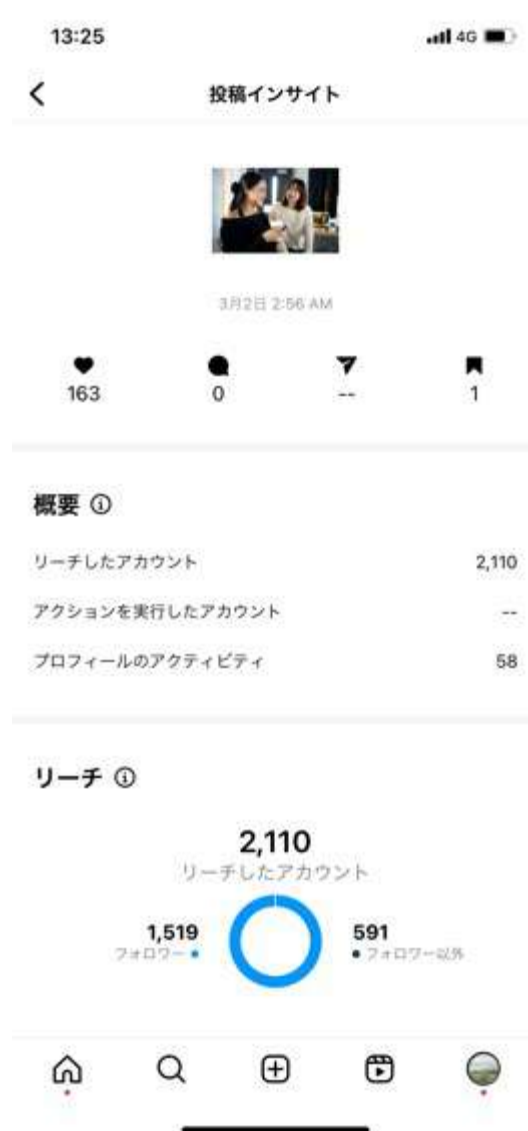 13:25
4G
投稿インサイト
3月2日 2:56 AM
163 0 -- 1
概要
リーチしたアカウント 2,110
アクションを実行したアカウント --
プロフィールのアクティビティ 58
リーチ
2,110
リーチしたアカウント
1,519 591
フォロワー フォロワー以外